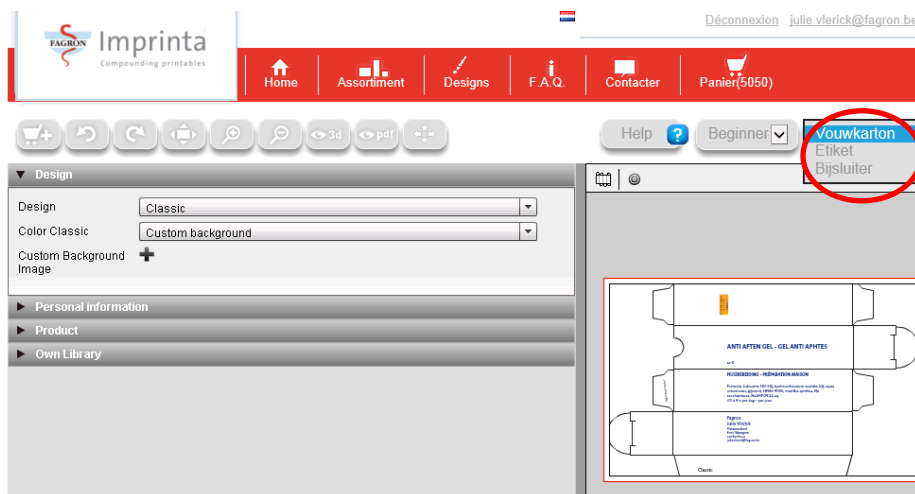 Déconnexion julie.vlerick@fagron.be
FAGRON Imprinta
Compounding printables
Home Assortiment Designs F.A.Q. Contacter Panier(5050)
3d pdf Help ? Beginner Vouwkarton
Etiket
Bijsluiter
Design
Design Classic
Color Classic Custom background
Custom Background
Image
Personal information
Product
Own Library
ANTI AFTEN GEL - GEL ANTI APHTES
HUISBEREIDING - PRÉPARATION MAISON
Fagron
Julie Vlerick
Classic